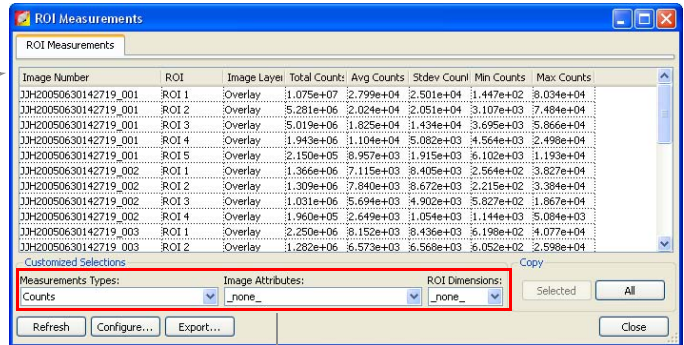 ROI Measurements
ROI Measurements
Image Number ROI Image Layer Total Counts Avg Counts Stdev Count Min Counts Max Counts
JJH20050630142719_001 ROI 1 Overlay 1.075e+07 2.799e+04 2.501e+04 1.447e+02 8.034e+04
JJH20050630142719_001 ROI 2 Overlay 5.281e+06 2.024e+04 2.051e+04 3.107e+03 7.484e+04
JJH20050630142719_001 ROI 3 Overlay 5.019e+06 1.825e+04 1.434e+04 3.695e+03 5.866e+04
JJH20050630142719_001 ROI 4 Overlay 1.943e+06 1.104e+04 5.082e+03 4.564e+03 2.498e+04
JJH20050630142719_001 ROI 5 Overlay 2.150e+05 8.957e+03 1.915e+03 6.102e+03 1.193e+04
JJH20050630142719_002 ROI 1 Overlay 1.366e+06 7.115e+03 8.405e+03 2.564e+02 3.827e+04
JJH20050630142719_002 ROI 2 Overlay 1.309e+06 7.840e+03 8.672e+03 2.215e+02 3.384e+04
JJH20050630142719_002 ROI 3 Overlay 1.031e+06 5.694e+03 4.902e+03 5.827e+02 1.867e+04
JJH20050630142719_002 ROI 4 Overlay 1.960e+05 2.649e+03 1.054e+03 1.144e+03 5.084e+03
JJH20050630142719_003 ROI 1 Overlay 2.250e+06 8.152e+03 8.436e+03 6.198e+02 4.077e+04
JJH20050630142719_003 ROI 2 Overlay 1.282e+06 6.573e+03 6.568e+03 6.052e+02 2.598e+04
Customized Selections Copy
Measurements Types: Image Attributes: ROI Dimensions:
Counts _none_ _none_ Selected All
Refresh Configure... Export... Close